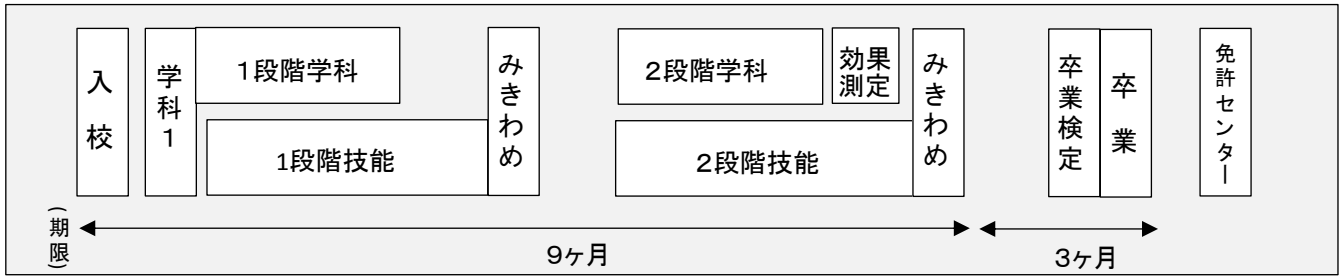 入校
学科1
1段階学科
1段階技能
みきわめ
2段階学科
効果
測定
2段階技能
みきわめ
卒業検定
卒業
免許センター
(期限)
9ヶ月
3ヶ月